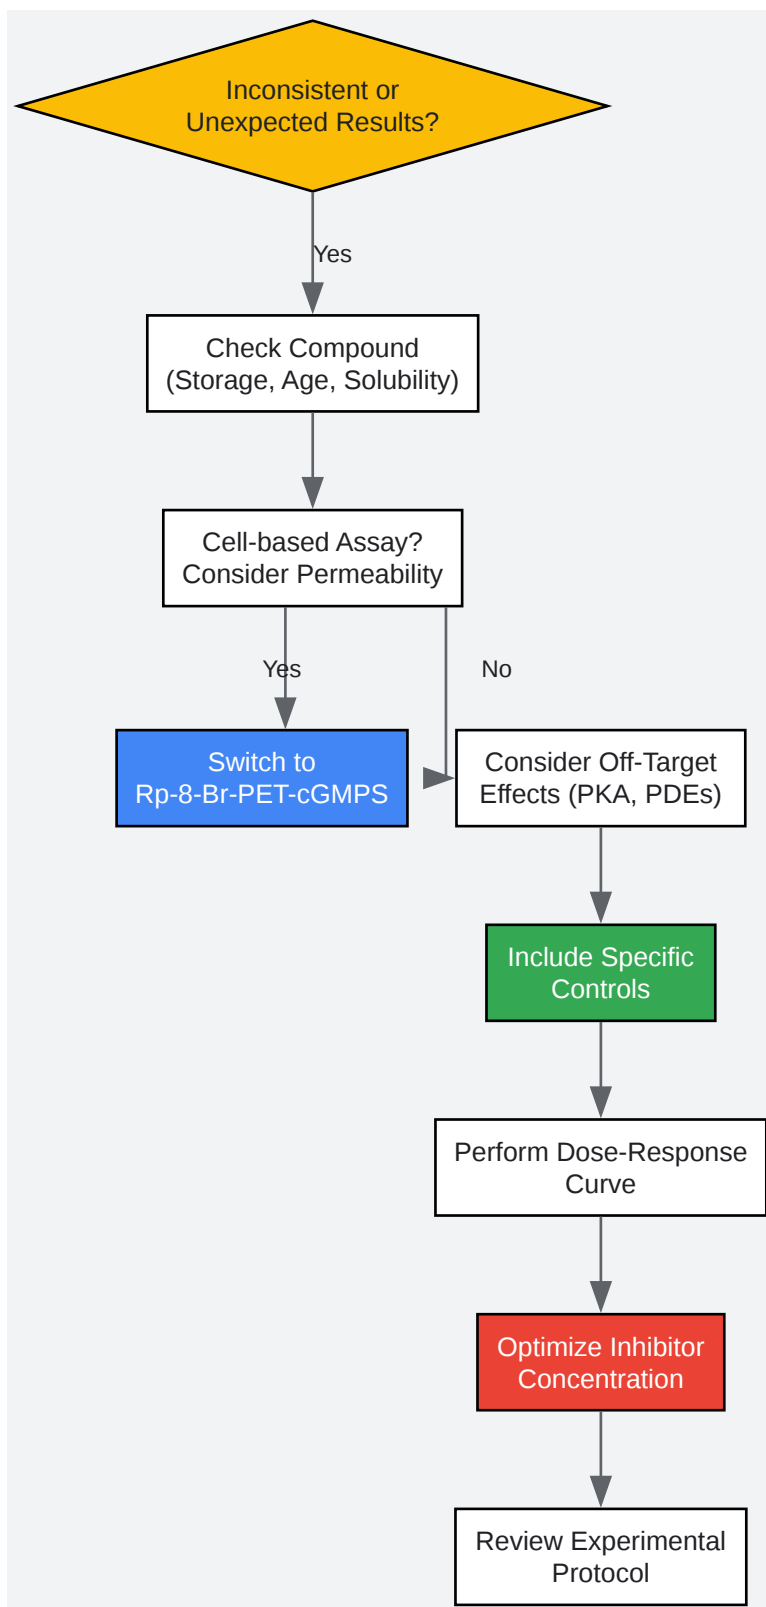 Inconsistent or
Unexpected Results?
Yes
Check Compound
(Storage, Age, Solubility)
Cell-based Assay?
Consider Permeability
Yes
No
Switch to
Rp-8-Br-PET-cGMPS
Consider Off-Target
Effects (PKA, PDEs)
Include Specific
Controls
Perform Dose-Response
Curve
Optimize Inhibitor
Concentration
Review Experimental
Protocol